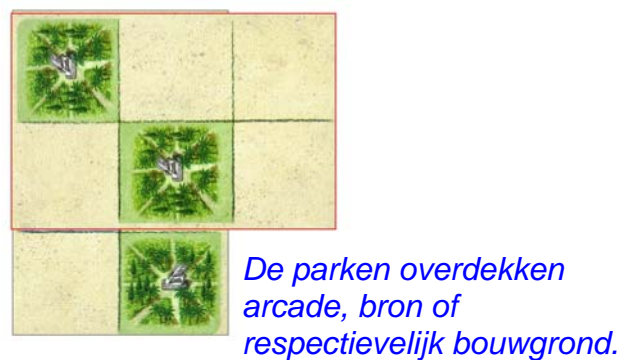 De parken overdekken
arcade, bron of
respectievelijk bouwgrond.